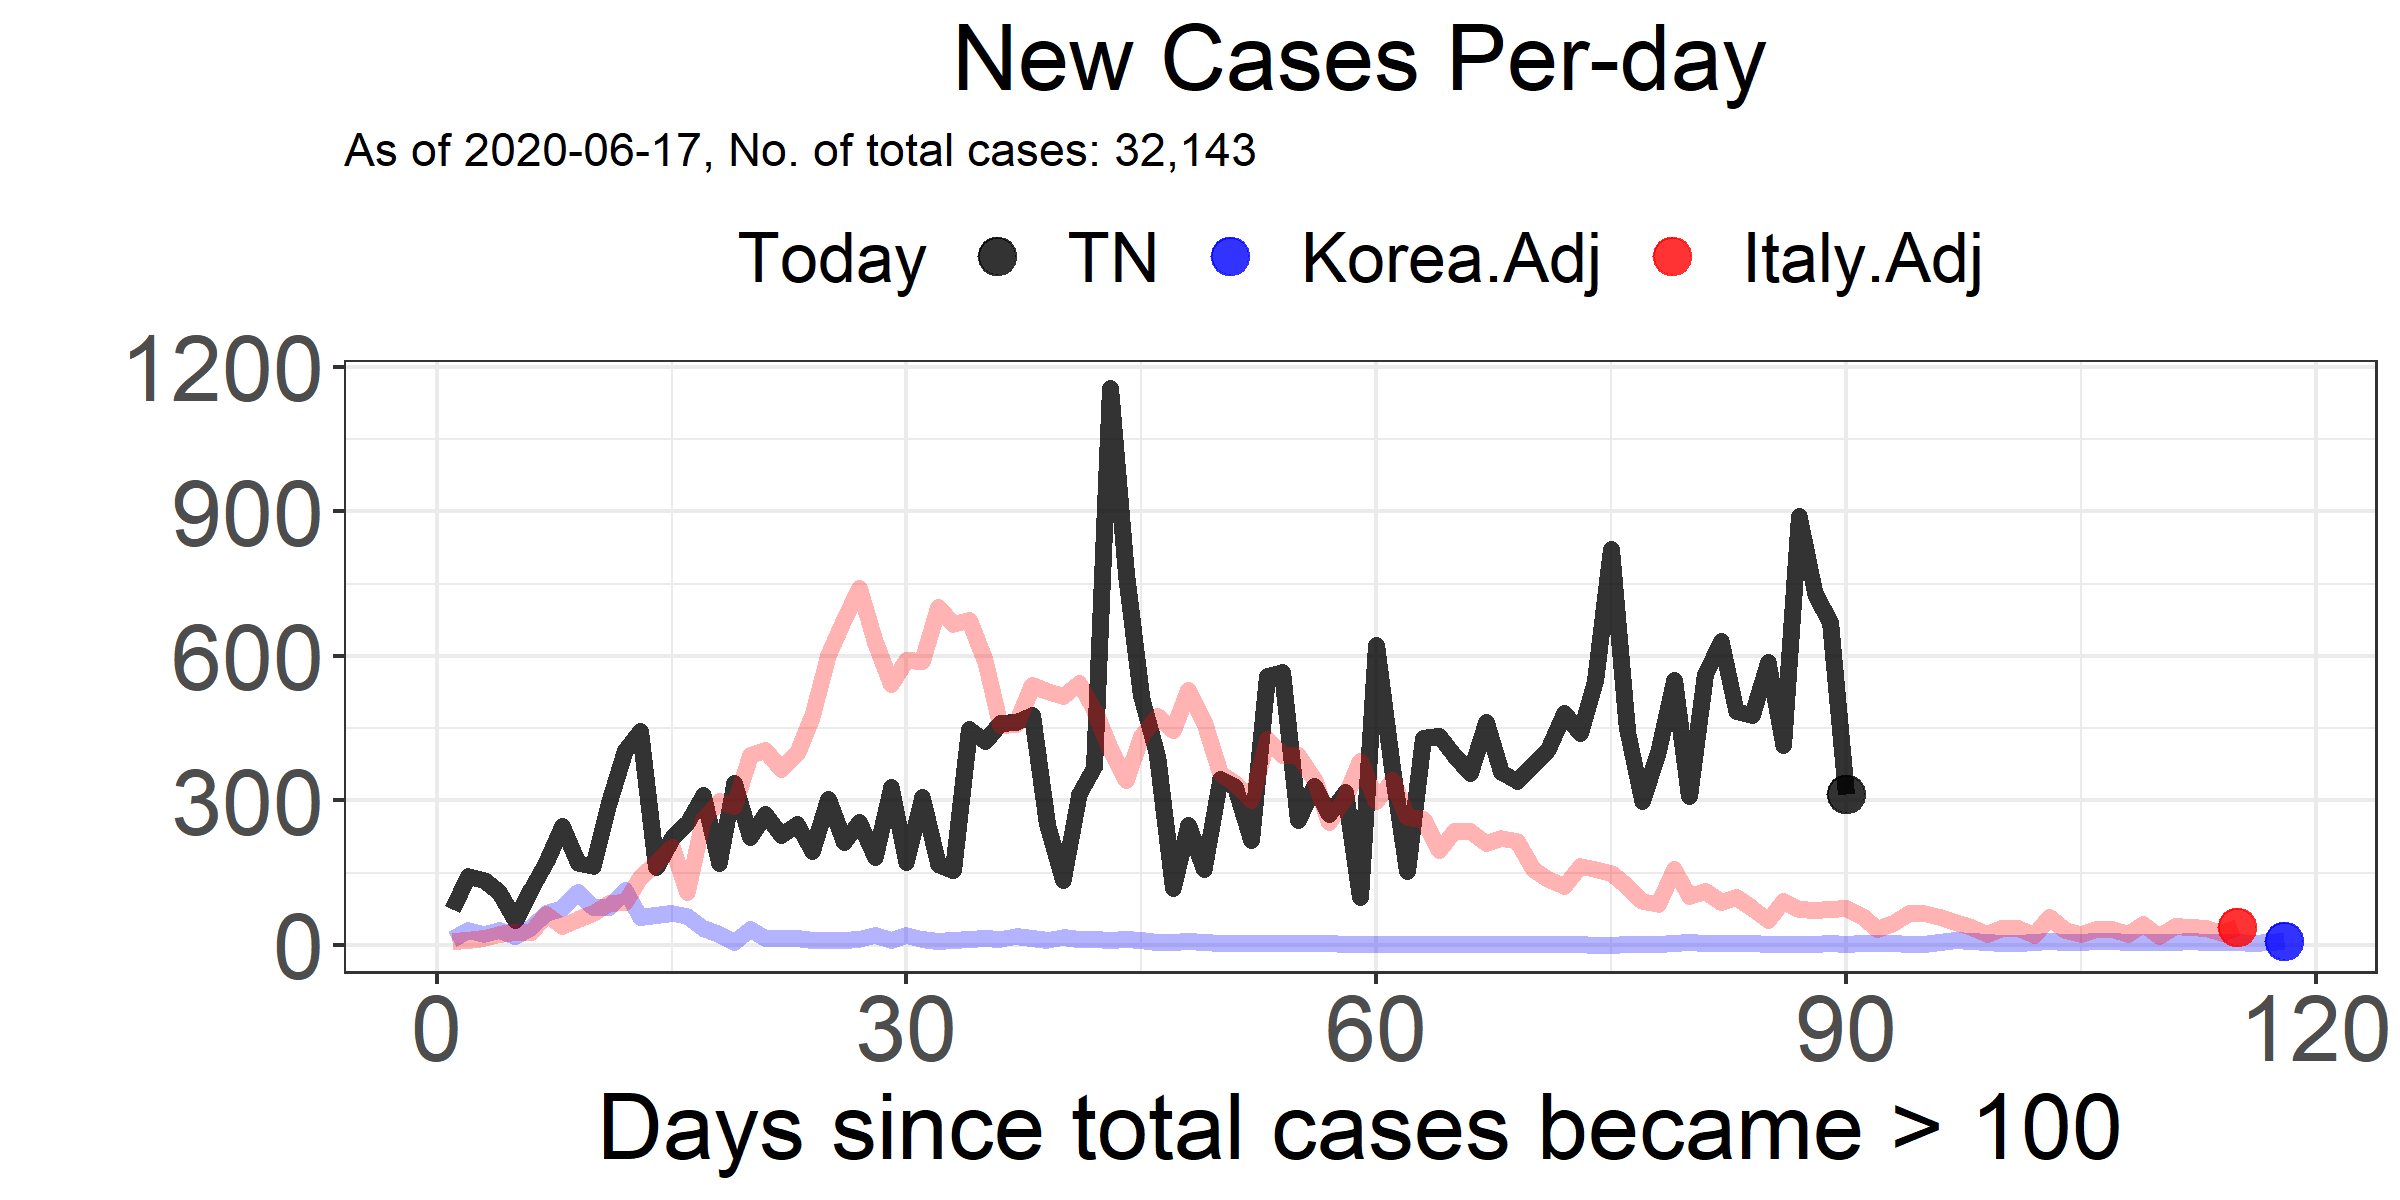 New Cases Per-day
As of 2020-06-17, No. of total cases: 32,143
Today TN Korea.Adj Italy.Adj
1200
900
600
300
0
0 30 60 90 120
Days since total cases became > 100